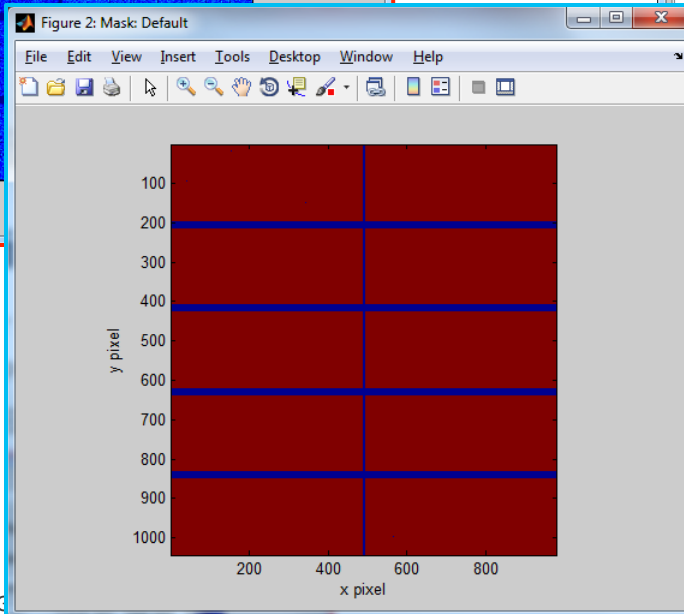 Figure 2: Mask: Default
File Edit View Insert Tools Desktop Window Help
100
200
300
400
500
600
700
800
900
1000
y pixel
200 400 600 800
x pixel